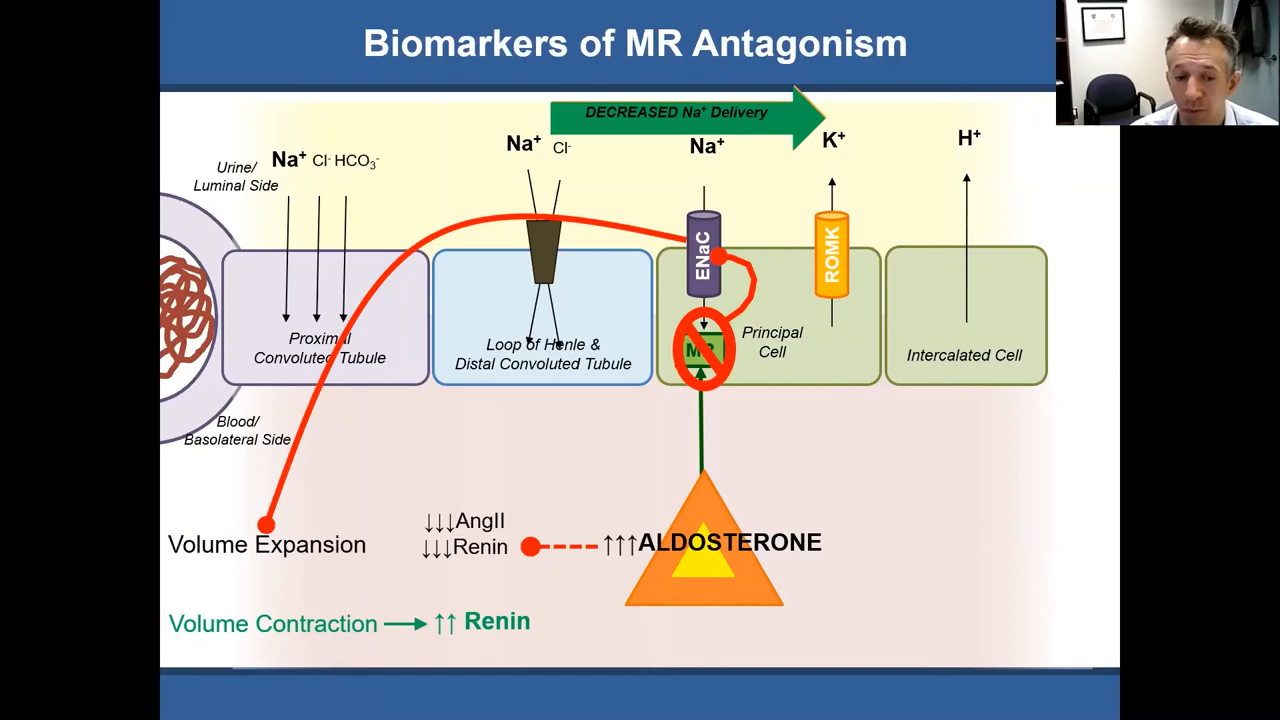 Biomarkers of MR Antagonism
DECREASED Na⁺ Delivery
Urine/
Luminal Side
Na⁺ Cl⁻ HCO₃⁻
Na⁺ Cl⁻
Na⁺
K⁺
H⁺
ENaC
ROMK
Proximal
Convoluted Tubule
Loop of Henle &
Distal Convoluted Tubule
MR
Principal
Cell
Intercalated Cell
Blood/
Basolateral Side
Volume Expansion
↓↓↓AngII
↓↓↓Renin
↑↑↑ALDOSTERONE
Volume Contraction → ↑↑ Renin